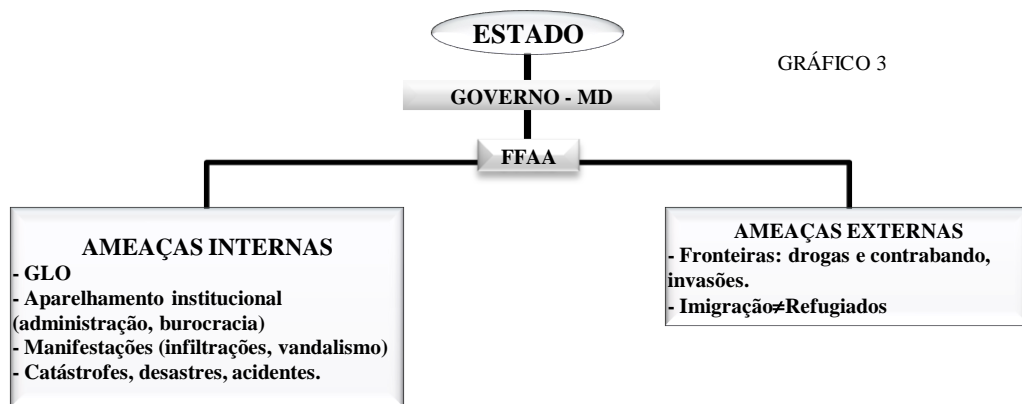 ESTADO
GRÁFICO 3
GOVERNO - MD
FFAA
AMEAÇAS INTERNAS
- GLO
- Aparelhamento institucional
(administração, burocracia)
- Manifestações (infiltrações, vandalismo)
- Catástrofes, desastres, acidentes.
AMEAÇAS EXTERNAS
- Fronteiras: drogas e contrabando,
invasões.
- Imigração≠Refugiados